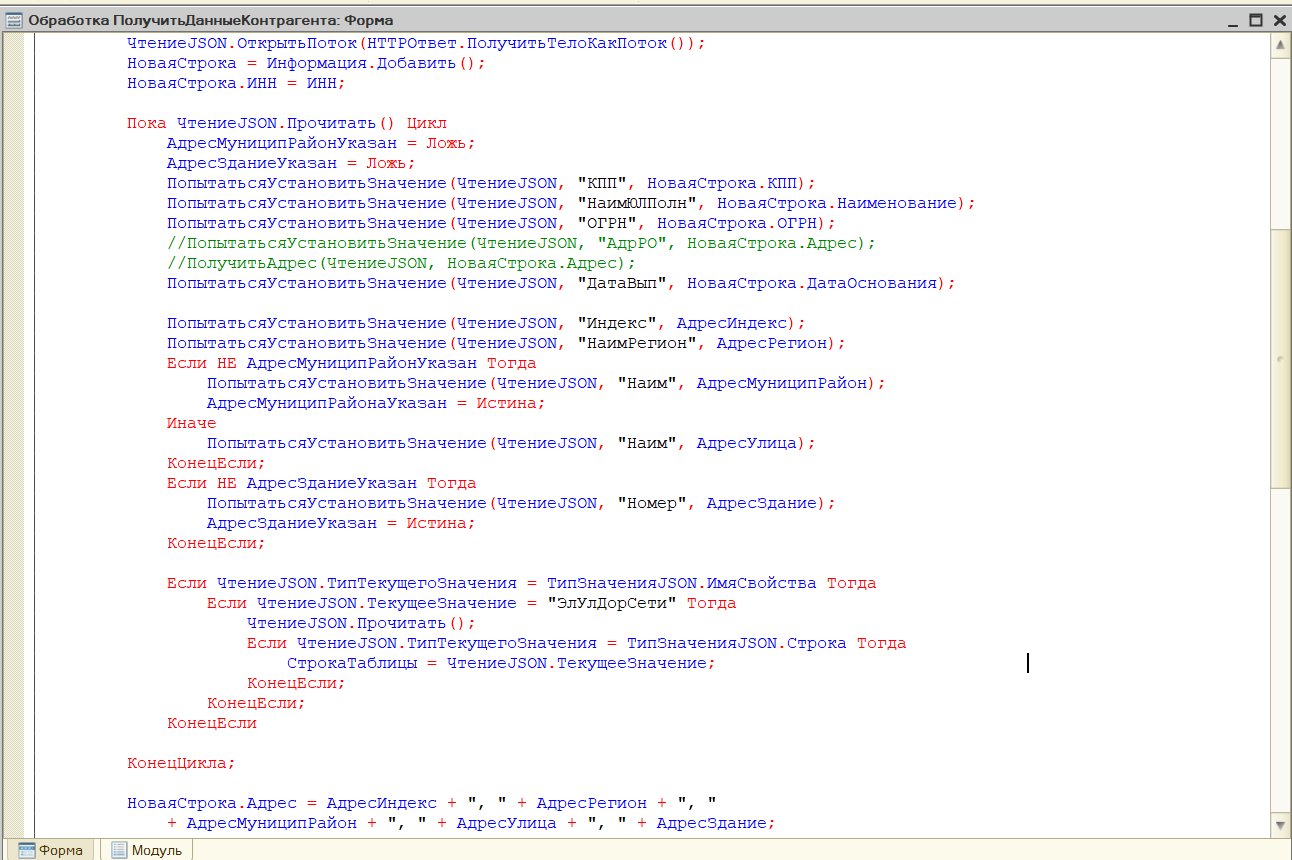 Обработка ПолучитьДанныеКонтрагента: Форма
ЧтениеJSON.ОткрытьПоток(HTTPОтвет.ПолучитьТелоКакПоток());
НоваяСтрока = Информация.Добавить();
НоваяСтрока.ИНН = ИНН;
Пока ЧтениеJSON.Прочитать() Цикл
АдресМуниципРайонУказан = Ложь;
АдресЗданиеУказан = Ложь;
ПопытатьсяУстановитьЗначение(ЧтениеJSON, "КПП", НоваяСтрока.КПП);
ПопытатьсяУстановитьЗначение(ЧтениеJSON, "НаимЮЛПолн", НоваяСтрока.Наименование);
ПопытатьсяУстановитьЗначение(ЧтениеJSON, "ОГРН", НоваяСтрока.ОГРН);
//ПопытатьсяУстановитьЗначение(ЧтениеJSON, "АдрРО", НоваяСтрока.Адрес);
//ПолучитьАдрес(ЧтениеJSON, НоваяСтрока.Адрес);
ПопытатьсяУстановитьЗначение(ЧтениеJSON, "ДатаВып", НоваяСтрока.ДатаОснования);
ПопытатьсяУстановитьЗначение(ЧтениеJSON, "Индекс", АдресИндекс);
ПопытатьсяУстановитьЗначение(ЧтениеJSON, "НаимРегион", АдресРегион);
Если НЕ АдресМуниципРайонУказан Тогда
ПопытатьсяУстановитьЗначение(ЧтениеJSON, "Наим", АдресМуниципРайон);
АдресМуниципРайонаУказан = Истина;
Иначе
ПопытатьсяУстановитьЗначение(ЧтениеJSON, "Наим", АдресУлица);
КонецЕсли;
Если НЕ АдресЗданиеУказан Тогда
ПопытатьсяУстановитьЗначение(ЧтениеJSON, "Номер", АдресЗдание);
АдресЗданиеУказан = Истина;
КонецЕсли;
Если ЧтениеJSON.ТипТекущегоЗначения = ТипЗначенияJSON.ИмяСвойства Тогда
Если ЧтениеJSON.ТекущееЗначение = "ЭлУлДорСети" Тогда
ЧтениеJSON.Прочитать();
Если ЧтениеJSON.ТипТекущегоЗначения = ТипЗначенияJSON.Строка Тогда
СтрокаТаблицы = ЧтениеJSON.ТекущееЗначение;
КонецЕсли;
КонецЕсли;
КонецЕсли
КонецЦикла;
НоваяСтрока.Адрес = АдресИндекс + ", " + АдресРегион + ", "
+ АдресМуниципРайон + ", " + АдресУлица + ", " + АдресЗдание;
Форма
Модуль